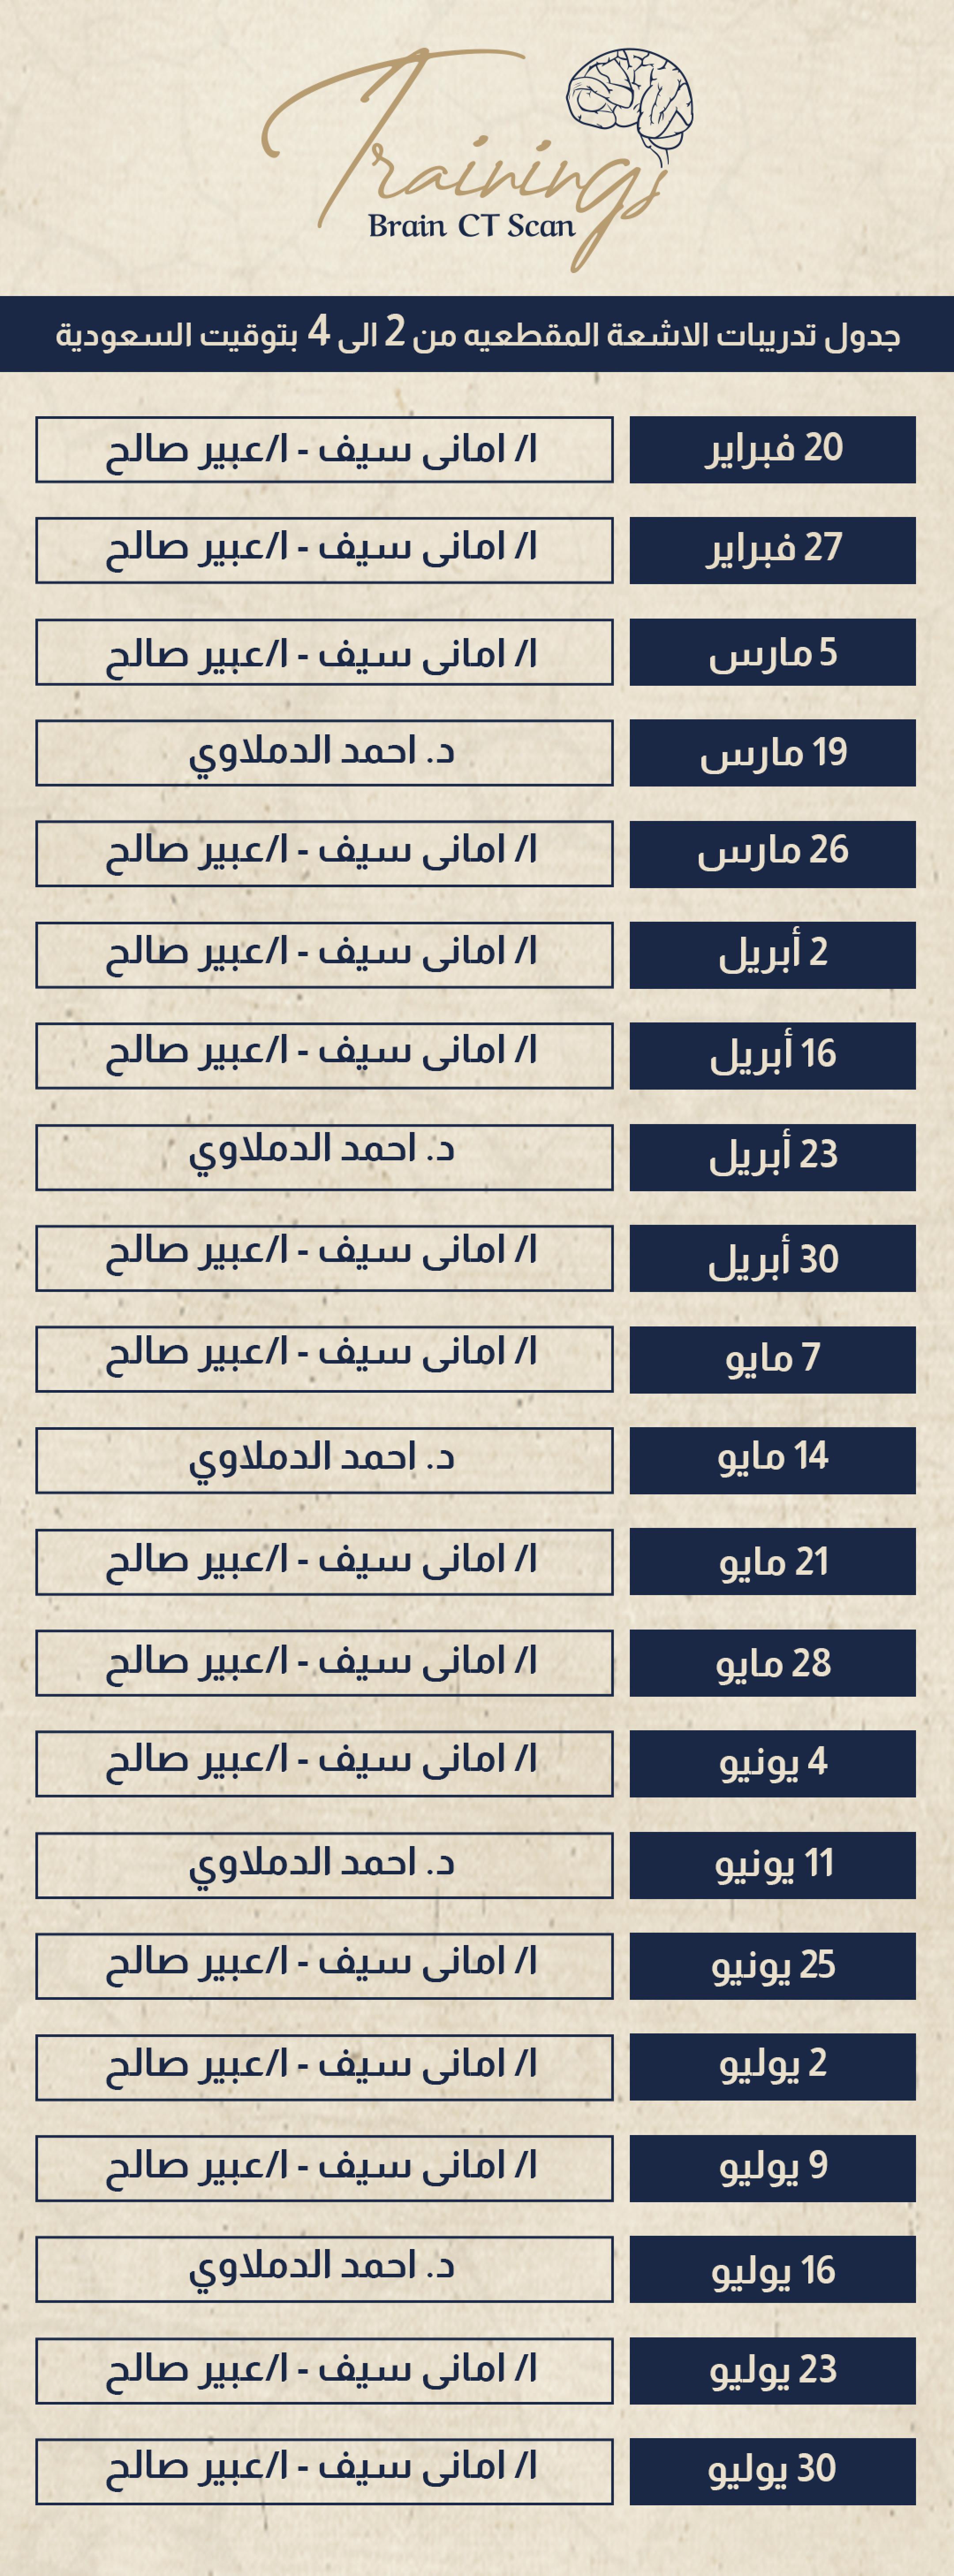 Trainings
Brain CT Scan
جدول تدريبات الاشعة المقطعيه من 2 الى 4 بتوقيت السعودية
20 فبراير
ا/ امانى سيف - ا/عبير صالح
27 فبراير
ا/ امانى سيف - ا/عبير صالح
5 مارس
ا/ امانى سيف - ا/عبير صالح
19 مارس
د. احمد الدملاوي
26 مارس
ا/ امانى سيف - ا/عبير صالح
2 أبريل
ا/ امانى سيف - ا/عبير صالح
16 أبريل
ا/ امانى سيف - ا/عبير صالح
23 أبريل
د. احمد الدملاوي
30 أبريل
ا/ امانى سيف - ا/عبير صالح
7 مايو
ا/ امانى سيف - ا/عبير صالح
14 مايو
د. احمد الدملاوي
21 مايو
ا/ امانى سيف - ا/عبير صالح
28 مايو
ا/ امانى سيف - ا/عبير صالح
4 يونيو
ا/ امانى سيف - ا/عبير صالح
11 يونيو
د. احمد الدملاوي
25 يونيو
ا/ امانى سيف - ا/عبير صالح
2 يوليو
ا/ امانى سيف - ا/عبير صالح
9 يوليو
ا/ امانى سيف - ا/عبير صالح
16 يوليو
د. احمد الدملاوي
23 يوليو
ا/ امانى سيف - ا/عبير صالح
30 يوليو
ا/ امانى سيف - ا/عبير صالح